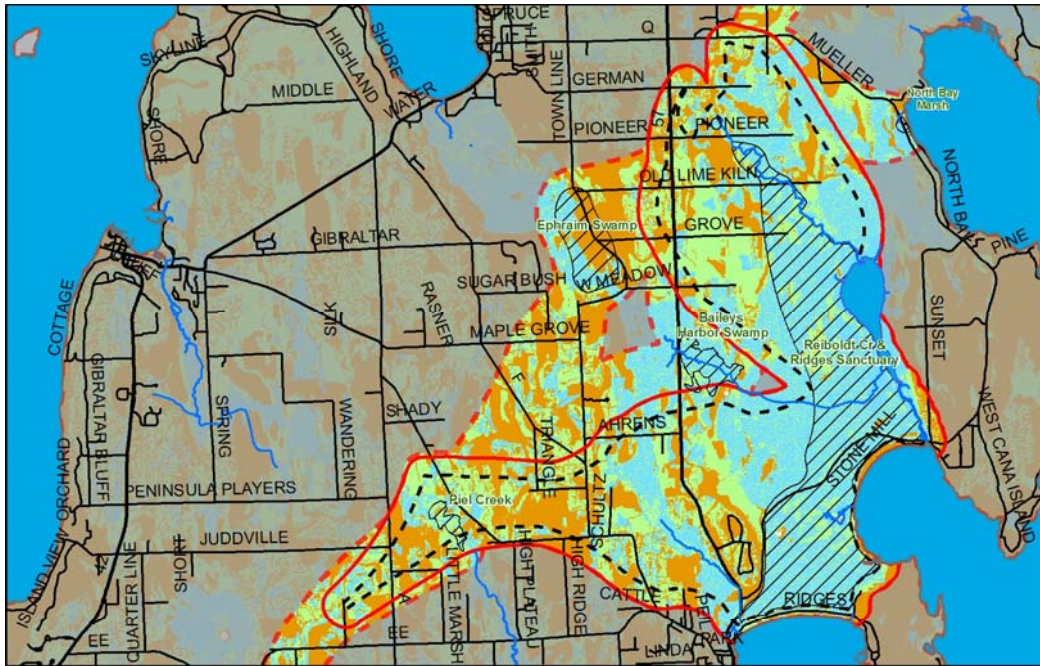 SPRUCE
SKYLINE
HIGHLAND
SHORE
SMITH
Q
MUELLER
TOWN LINE
GERMAN
MIDDLE
WATER
North Bay
Marsh
SHORE
57
PIONEER
PIONEER
OLD LIME KILN
NORTH BAY
Ephraim Swamp
GROVE
GIBRALTAR
PINE
SUGAR BUSH
W MEADOW
COTTAGE
SILK
RASNER
MAPLE GROVE
Baileys
Harbor Swamp
Reiboldt Cr &
Ridges Sanctuary
SUNSET
GIBRALTAR BLUFF
SPRING
WANDERING
F
SHADY
TRIANGLE
AHRENS
WEST CANA ISLAND
STONE MILL
PENINSULA PLAYERS
Piel Creek
SCHULTZ
ISLAND VIEW ORCHARD
JUDDVILLE
42
SHORT
QUARTER LINE
LITTLE MARSH
HIGH PLATEAU
HIGH RIDGE
A
CATTLE
RIDGES
EE
EE
LINDA
PARK